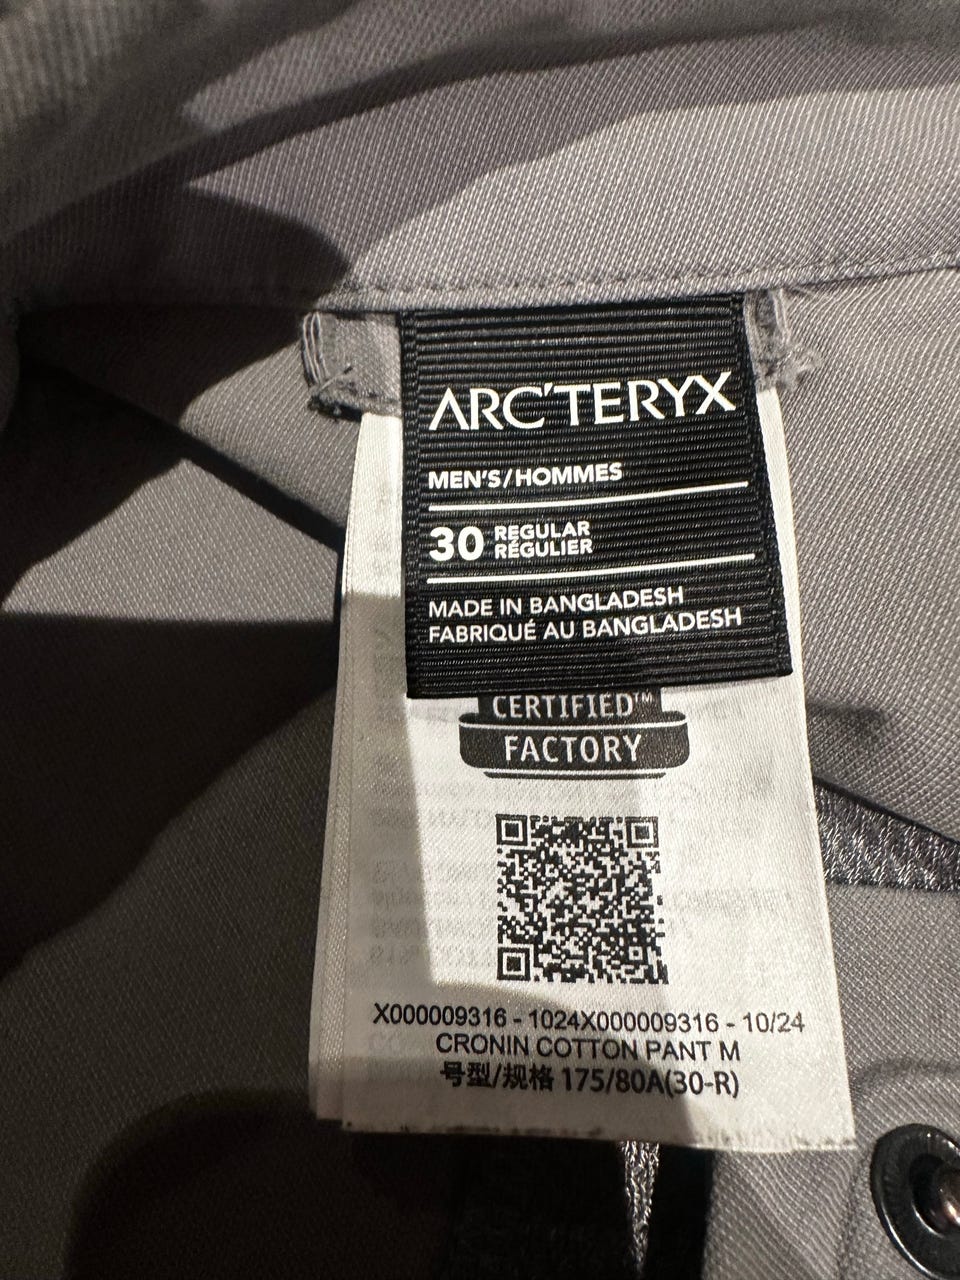 ARC'TERYX
MEN'S/HOMMES
30 REGULAR
RÉGULIER
MADE IN BANGLADESH
FABRIQUÉ AU BANGLADESH
CERTIFIED™
FACTORY
X000009316 - 1024X000009316 - 10/24
CRONIN COTTON PANT M
号型/规格 175/80A(30-R)